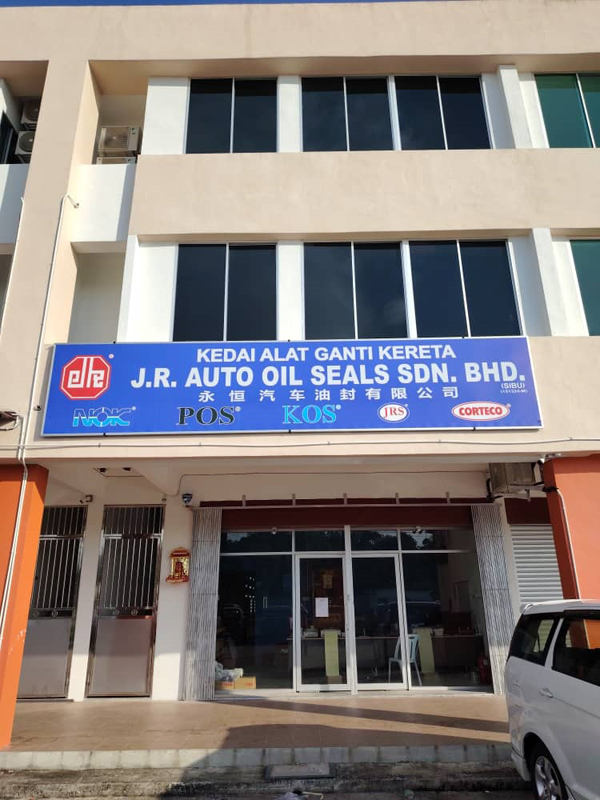 KEDAI ALAT GANTI KERETA
J.R. AUTO OIL SEALS SDN. BHD.
(SIBU)
永恒汽车油封有限公司
NOK POS® KOS® JRS® CORTECO®